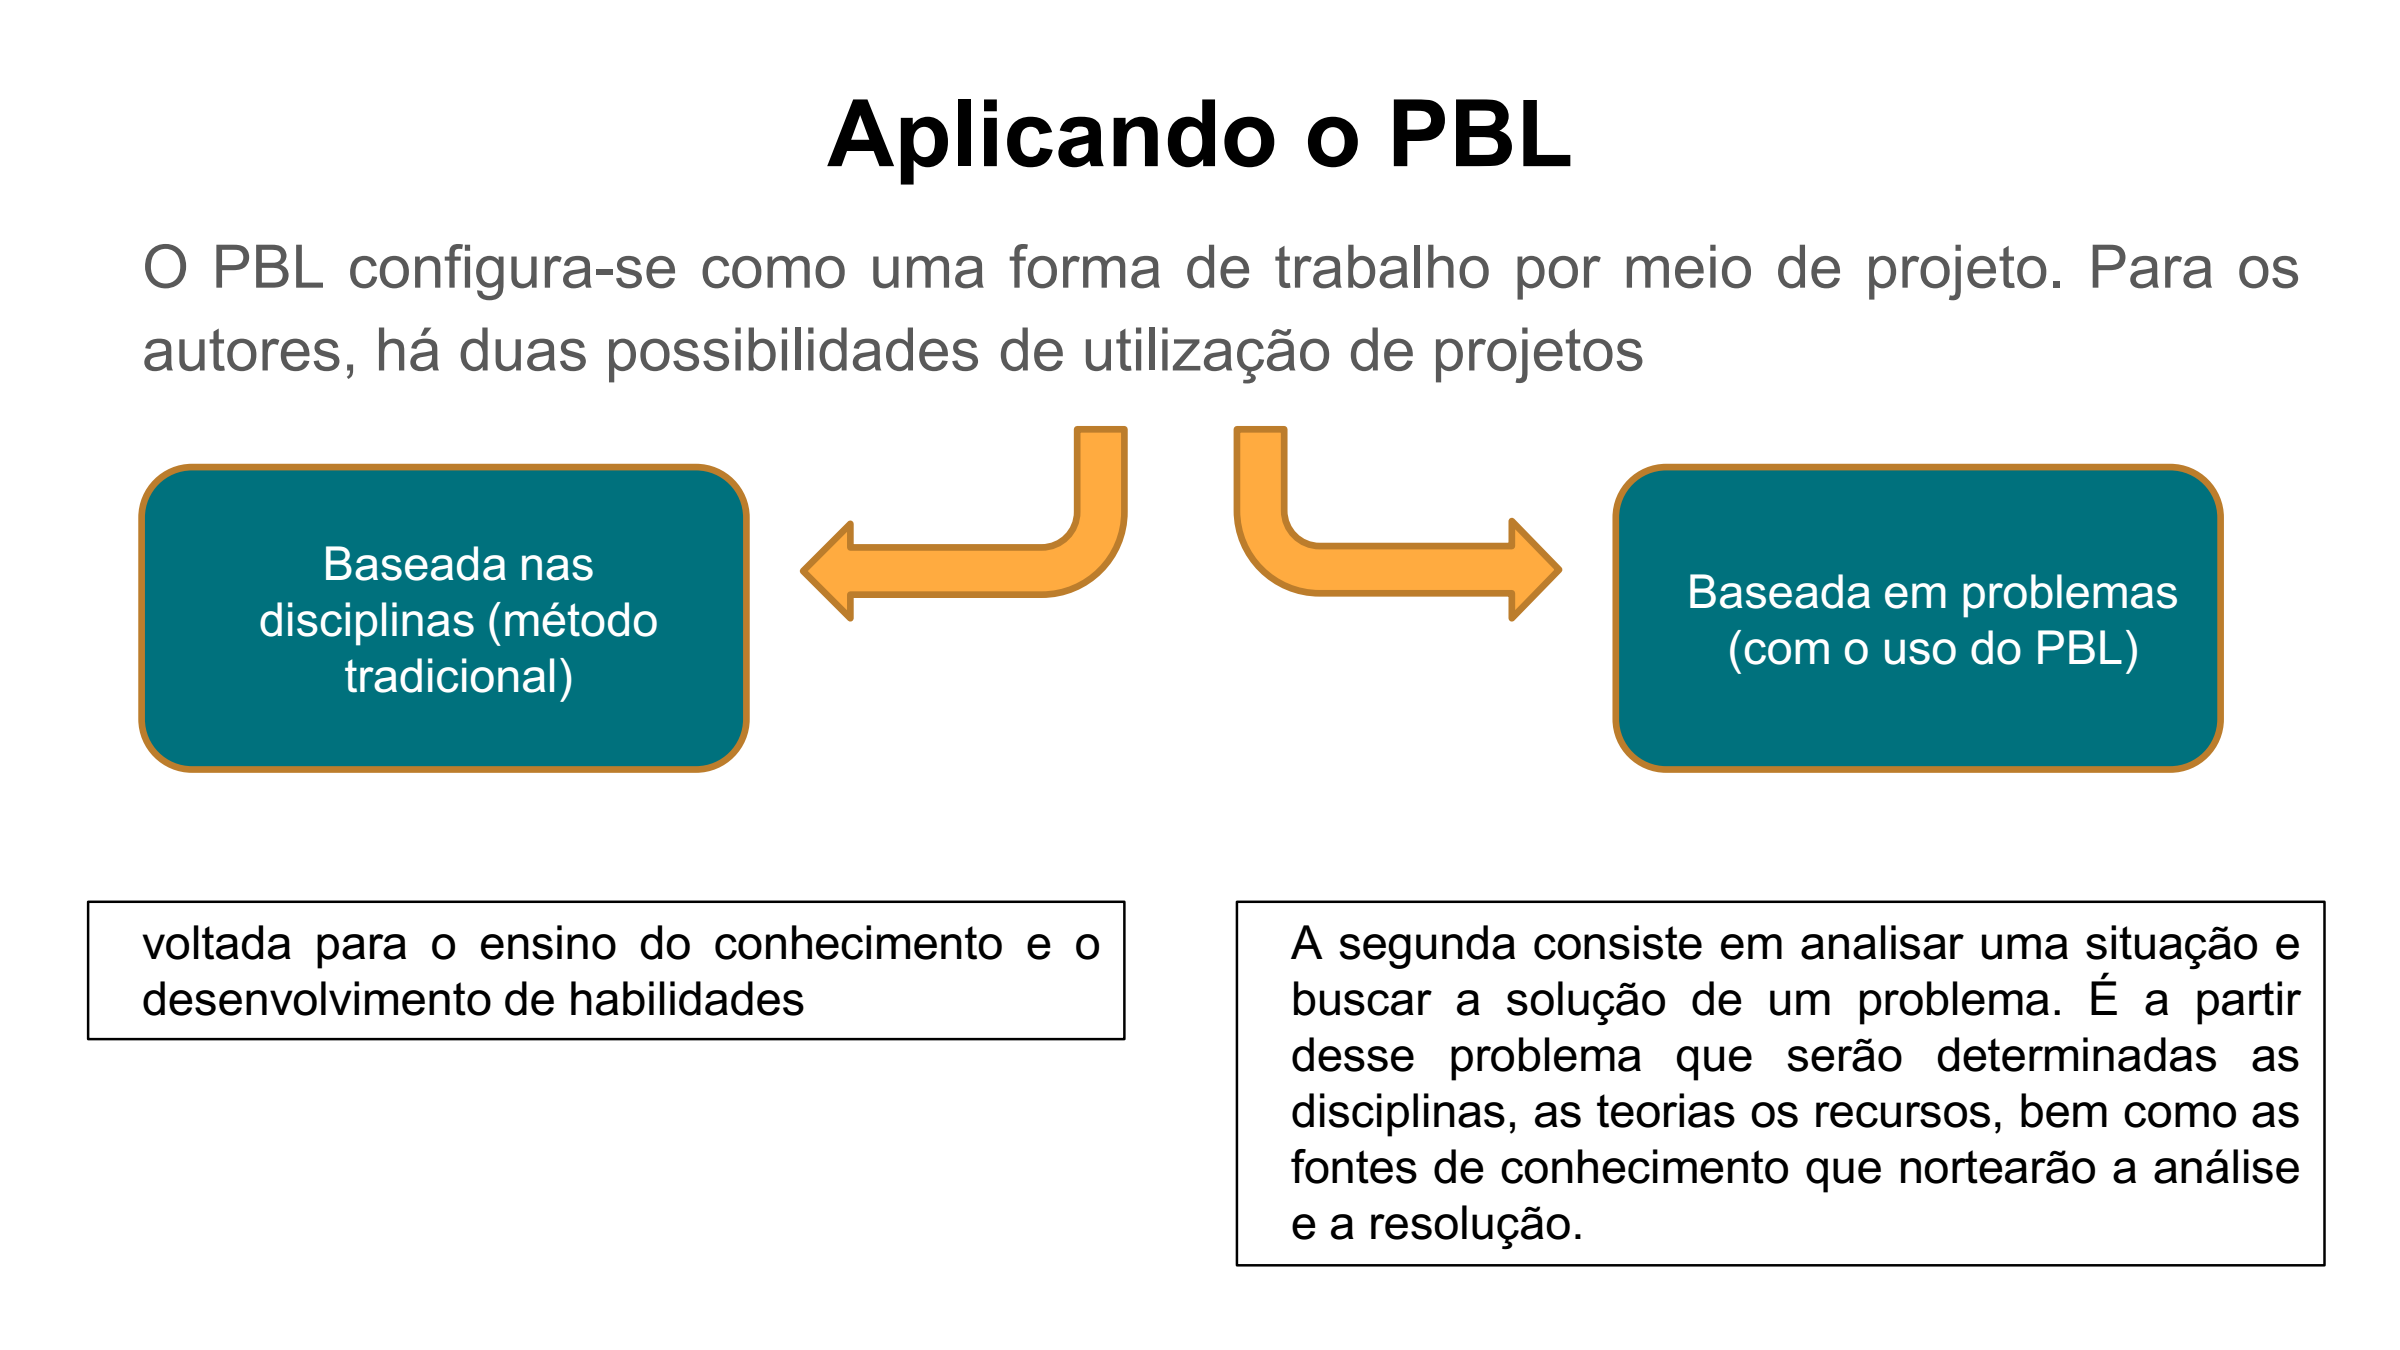 Aplicando o PBL
O PBL configura-se como uma forma de trabalho por meio de projeto. Para os
autores, há duas possibilidades de utilização de projetos
Baseada nas
disciplinas (método
tradicional)
Baseada em problemas
(com o uso do PBL)
voltada para o ensino do conhecimento e o
desenvolvimento de habilidades
A segunda consiste em analisar uma situação e
buscar a solução de um problema. É a partir
desse problema que serão determinadas as
disciplinas, as teorias os recursos, bem como as
fontes de conhecimento que nortearão a análise
e a resolução.